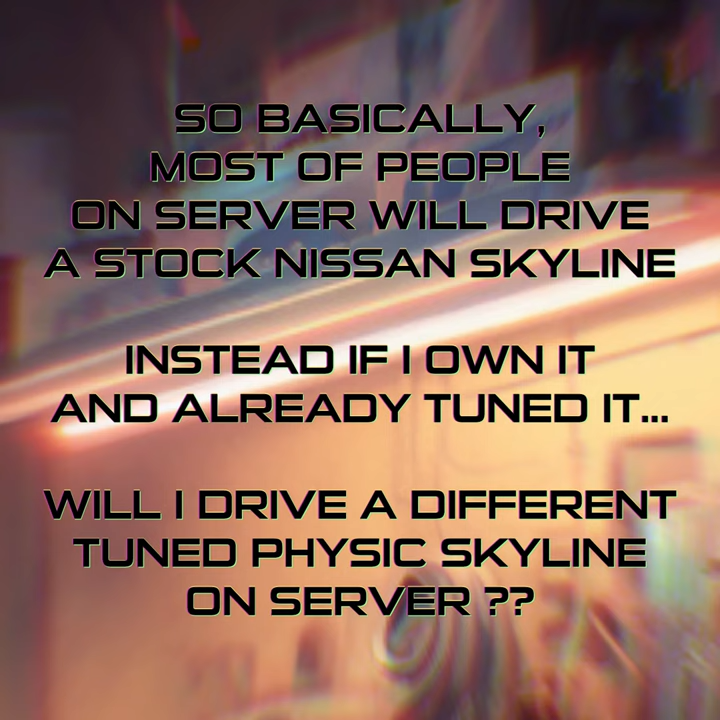 SO BASICALLY,
MOST OF PEOPLE
ON SERVER WILL DRIVE
A STOCK NISSAN SKYLINE
INSTEAD IF I OWN IT
AND ALREADY TUNED IT...
WILL I DRIVE A DIFFERENT
TUNED PHYSIC SKYLINE
ON SERVER ??